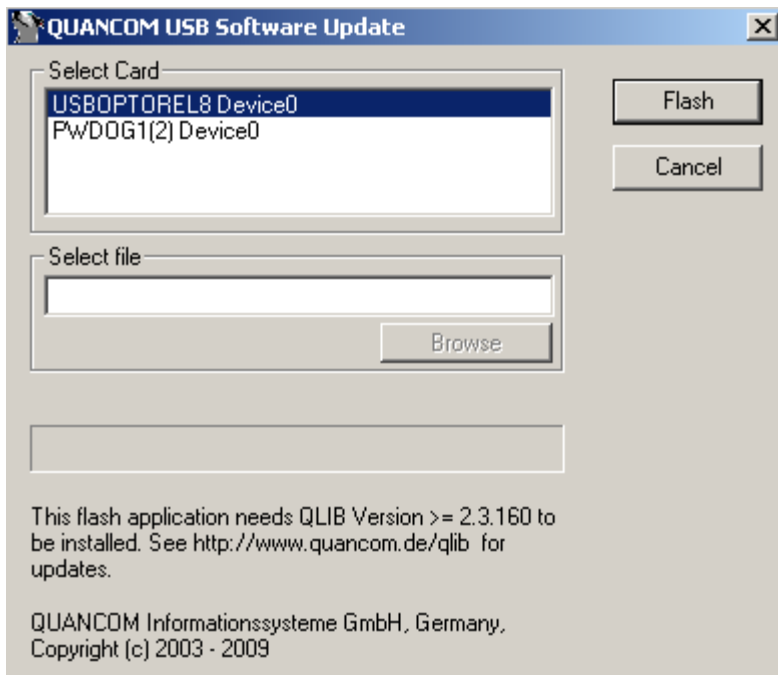 QUANCOM USB Software Update
Select Card
USBOPTOREL8 Device0
PWDOG1(2) Device0
Flash
Cancel
Select file
Browse
This flash application needs QLIB Version >= 2.3.160 to
be installed. See http://www.quancom.de/qlib for
updates.
QUANCOM Informationssysteme GmbH, Germany,
Copyright (c) 2003 - 2009